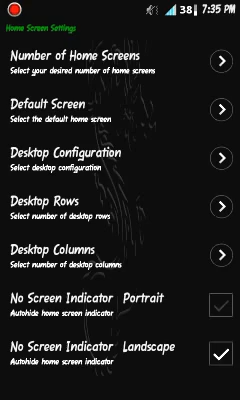 38 7:35 PM
Home Screen Settings
Number of Home Screens
Select your desired number of home screens
Default Screen
Select the default home screen
Desktop Configuration
Select desktop configuration
Desktop Rows
Select number of desktop rows
Desktop Columns
Select number of desktop columns
No Screen Indicator Portrait
Autohide home screen indicator
No Screen Indicator Landscape
Autohide home screen indicator